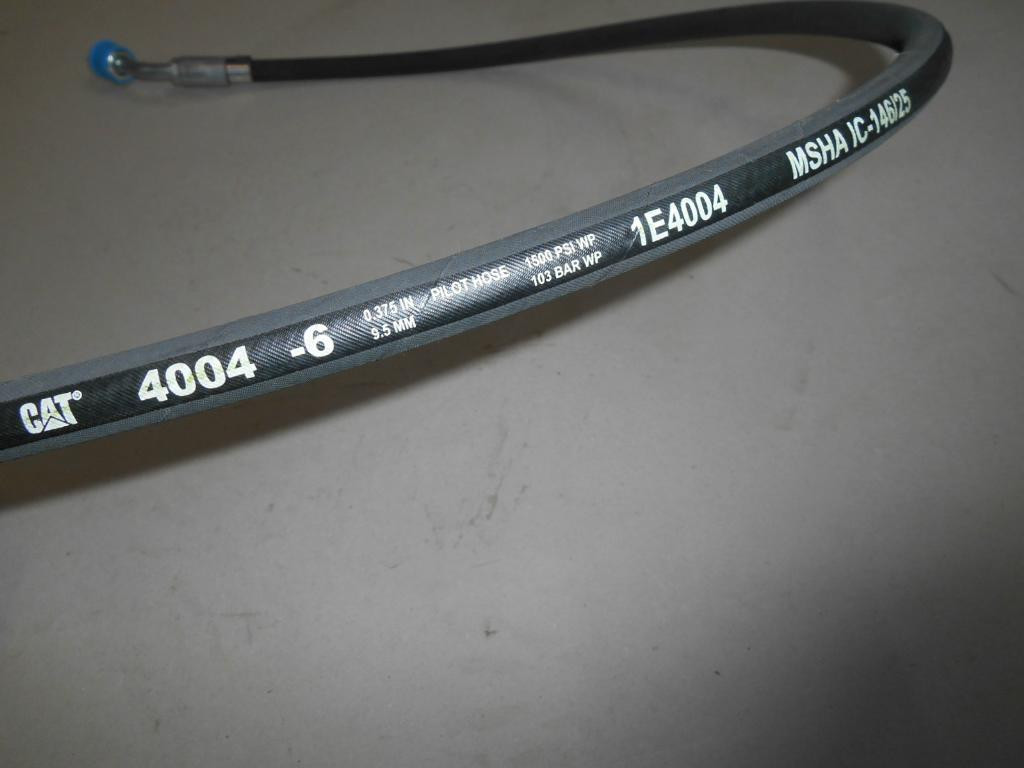 CAT®
4004 -6
0.375 IN
9.5 MM
PILOT HOSE
1500 PSI WP
103 BAR WP
1E4004
MSHA IC-146/25